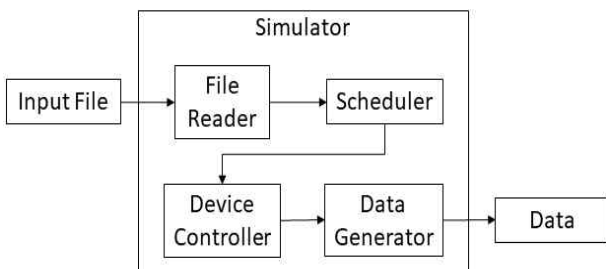 Simulator
Input File
File
Reader
Scheduler
Device
Controller
Data
Generator
Data